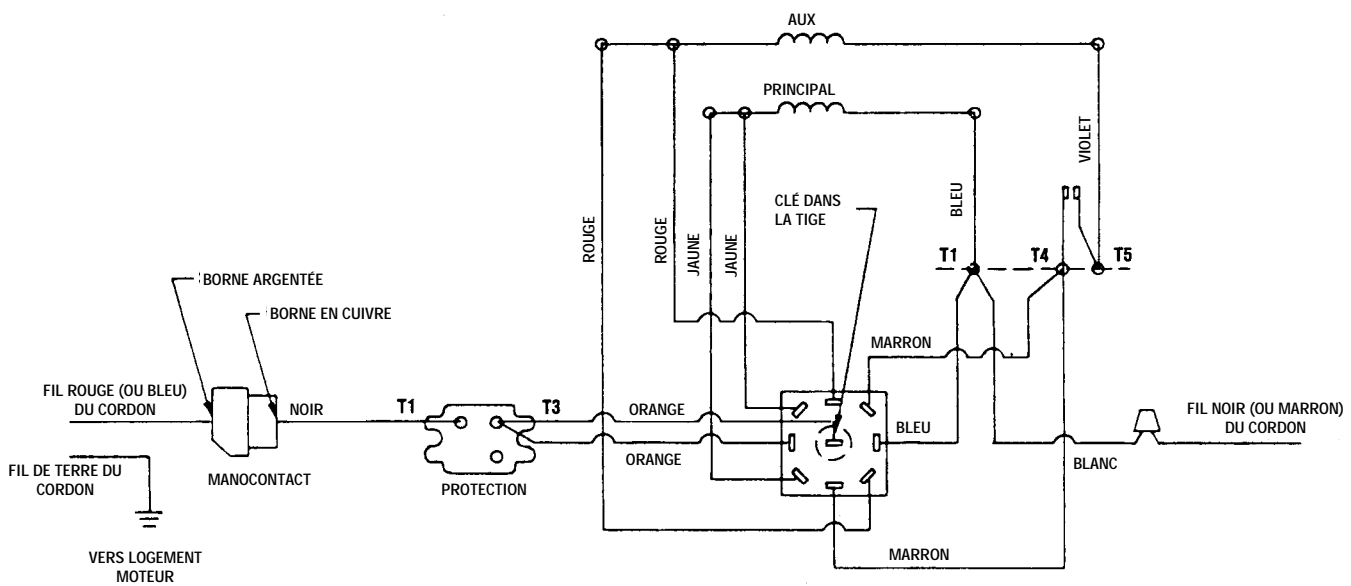 AUX
PRINCIPAL
VIOLET
CLÉ DANS
LA TIGE
BLEU
ROUGE
ROUGE
JAUNE
JAUNE
T1
T4
T5
BORNE ARGENTÉE
BORNE EN CUIVRE
MARRON
FIL ROUGE (OU BLEU)
DU CORDON
NOIR
T1
T3
ORANGE
BLEU
FIL NOIR (OU MARRON)
DU CORDON
ORANGE
BLANC
FIL DE TERRE DU
CORDON
MANOCONTACT
PROTECTION
MARRON
VERS LOGEMENT
MOTEUR